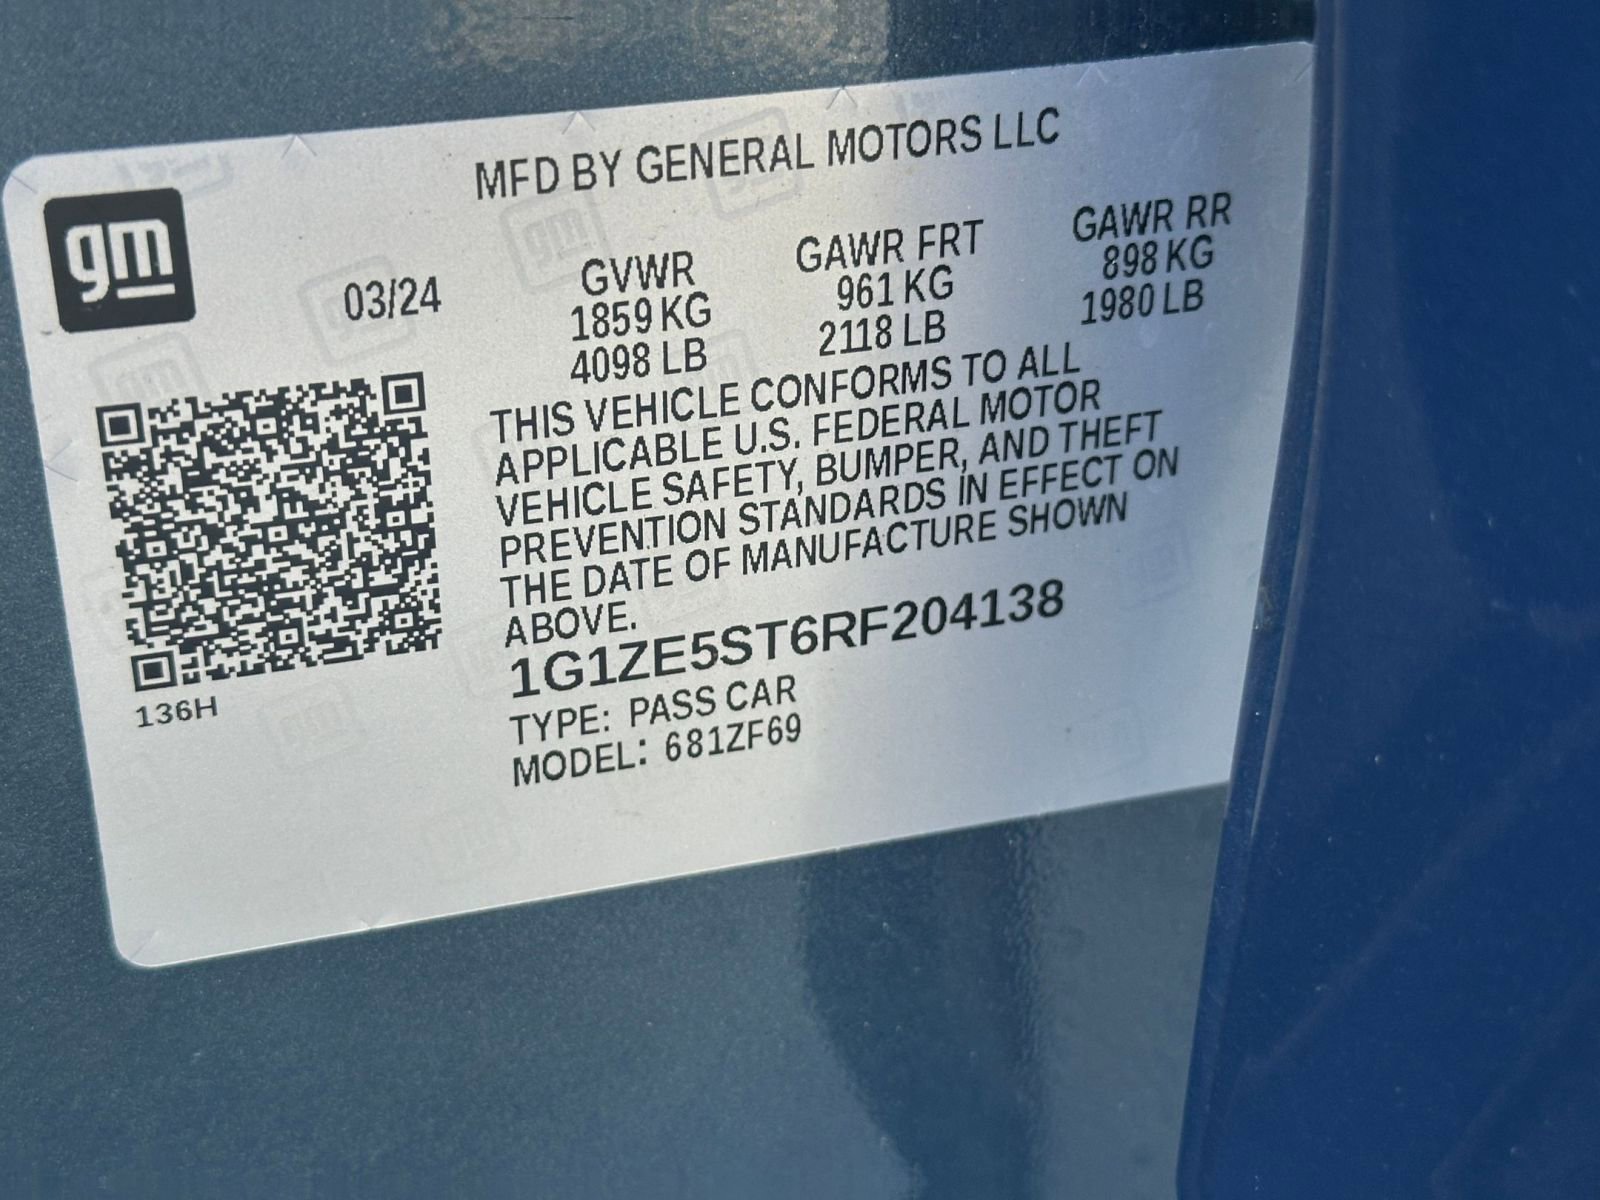 MFD BY GENERAL MOTORS LLC
gm
03/24
GVWR GAWR FRT GAWR RR
1859 KG 961 KG 898 KG
4098 LB 2118 LB 1980 LB
THIS VEHICLE CONFORMS TO ALL
APPLICABLE U.S. FEDERAL MOTOR
VEHICLE SAFETY, BUMPER, AND THEFT
PREVENTION STANDARDS IN EFFECT ON
THE DATE OF MANUFACTURE SHOWN
ABOVE.
1G1ZE5ST6RF204138
136H
TYPE: PASS CAR
MODEL: 681ZF69